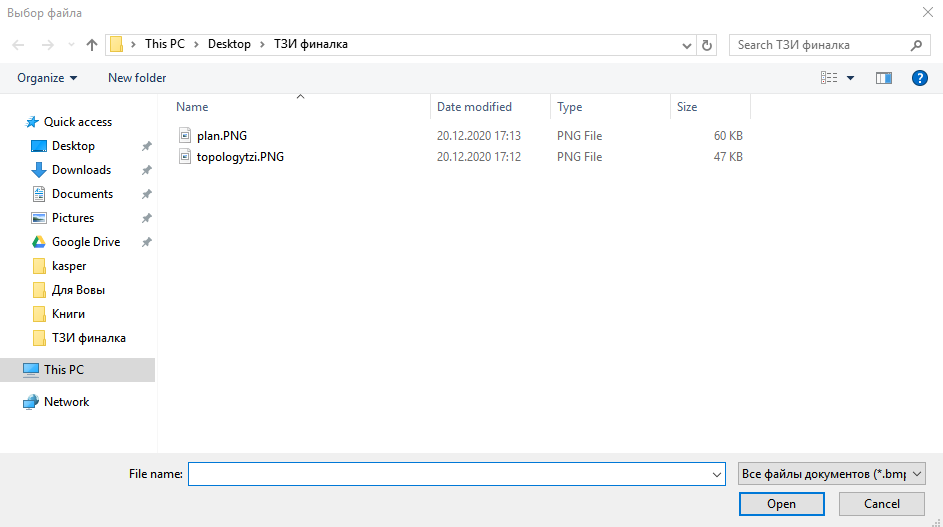 Выбор файла
This PC > Desktop > ТЗИ финалка
Search ТЗИ финалка
Organize
New folder
?
Name
Date modified
Type
Size
Quick access
Desktop
Downloads
Documents
Pictures
Google Drive
kasper
Для Вовы
Книги
ТЗИ финалка
This PC
Network
plan.PNG 20.12.2020 17:13 PNG File 60 KB
topologytzi.PNG 20.12.2020 17:12 PNG File 47 KB
File name:
Все файлы документов (*.bmp
Open
Cancel